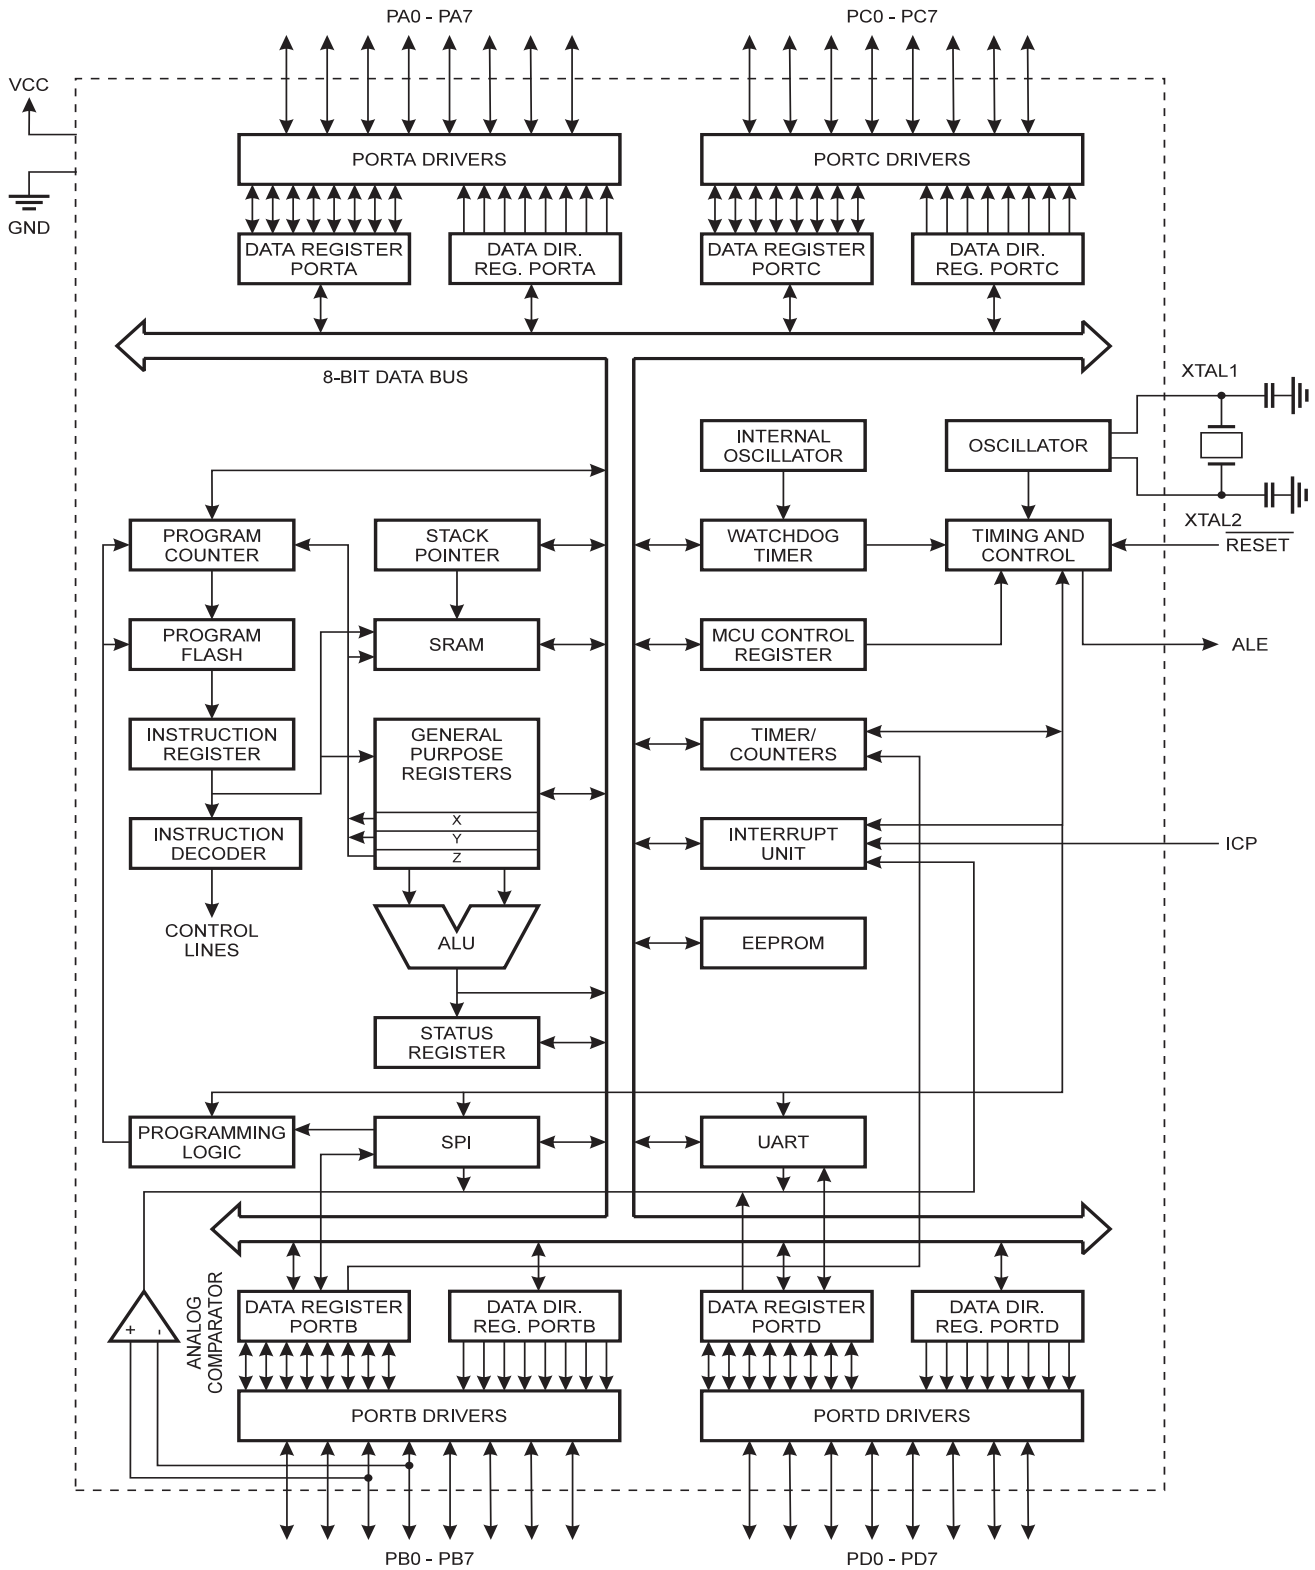 PA0 - PA7
PC0 - PC7
VCC
GND
PORTA DRIVERS
PORTC DRIVERS
DATA REGISTER
PORTA
DATA DIR.
REG. PORTA
DATA REGISTER
PORTC
DATA DIR.
REG. PORTC
8-BIT DATA BUS
XTAL1
INTERNAL
OSCILLATOR
OSCILLATOR
XTAL2
PROGRAM
COUNTER
STACK
POINTER
WATCHDOG
TIMER
TIMING AND
CONTROL
RESET
PROGRAM
FLASH
SRAM
MCU CONTROL
REGISTER
ALE
INSTRUCTION
REGISTER
GENERAL
PURPOSE
REGISTERS
X
Y
Z
TIMER/
COUNTERS
INSTRUCTION
DECODER
INTERRUPT
UNIT
ICP
CONTROL
LINES
ALU
EEPROM
STATUS
REGISTER
PROGRAMMING
LOGIC
SPI
UART
ANALOG
COMPARATOR
+
-
DATA REGISTER
PORTB
DATA DIR.
REG. PORTB
DATA REGISTER
PORTD
DATA DIR.
REG. PORTD
PORTB DRIVERS
PORTD DRIVERS
PB0 - PB7
PD0 - PD7